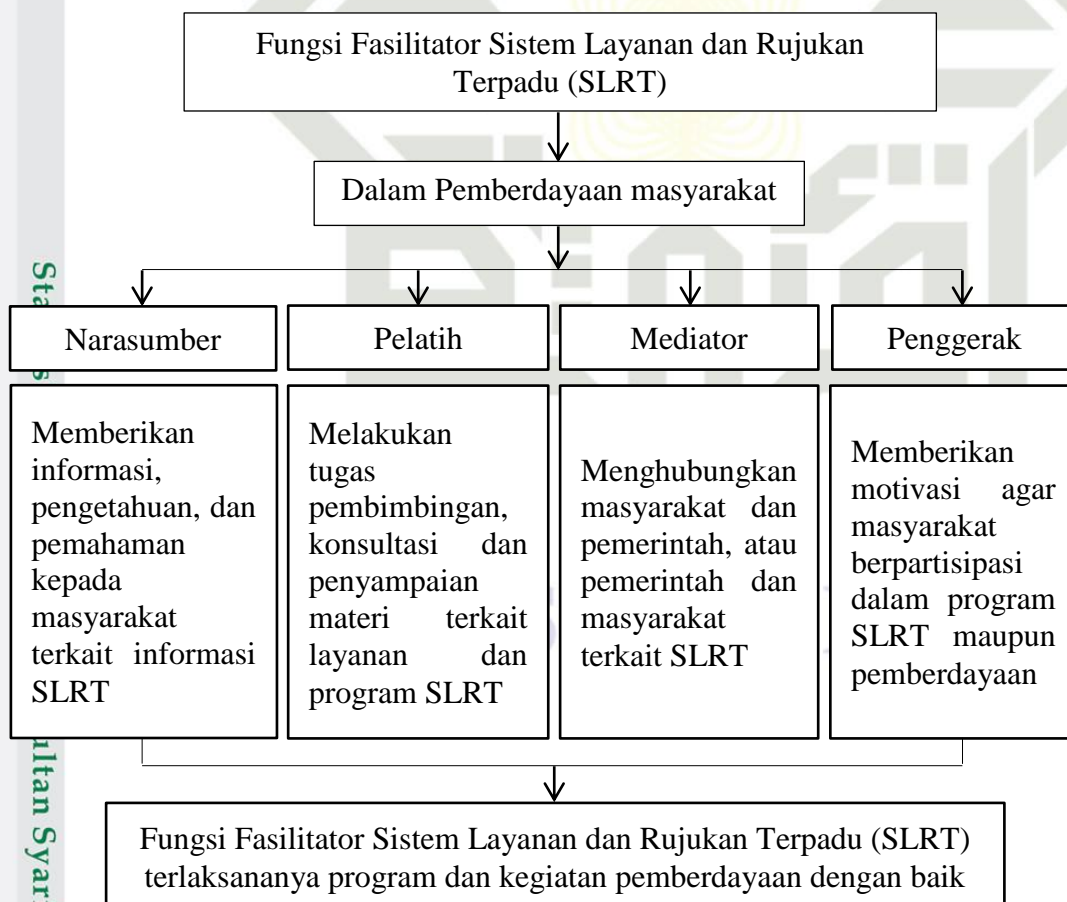 Fungsi Fasilitator Sistem Layanan dan Rujukan
Terpadu (SLRT)
Dalam Pemberdayaan masyarakat
Narasumber
Pelatih
Mediator
Penggerak
Memberikan
informasi,
pengetahuan, dan
pemahaman
kepada
masyarakat
terkait informasi
SLRT
Melakukan
tugas
pembimbingan,
konsultasi dan
penyampaian
materi terkait
layanan dan
program SLRT
Menghubungkan
masyarakat dan
pemerintah, atau
pemerintah dan
masyarakat
terkait SLRT
Memberikan
motivasi agar
masyarakat
berpartisipasi
dalam program
SLRT maupun
pemberdayaan
Fungsi Fasilitator Sistem Layanan dan Rujukan Terpadu (SLRT)
terlaksananya program dan kegiatan pemberdayaan dengan baik